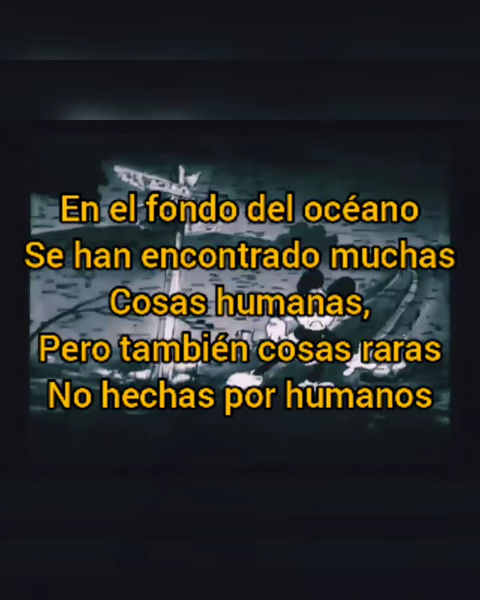 En el fondo del océano
Se han encontrado muchas
Cosas humanas,
Pero también cosas raras
No hechas por humanos